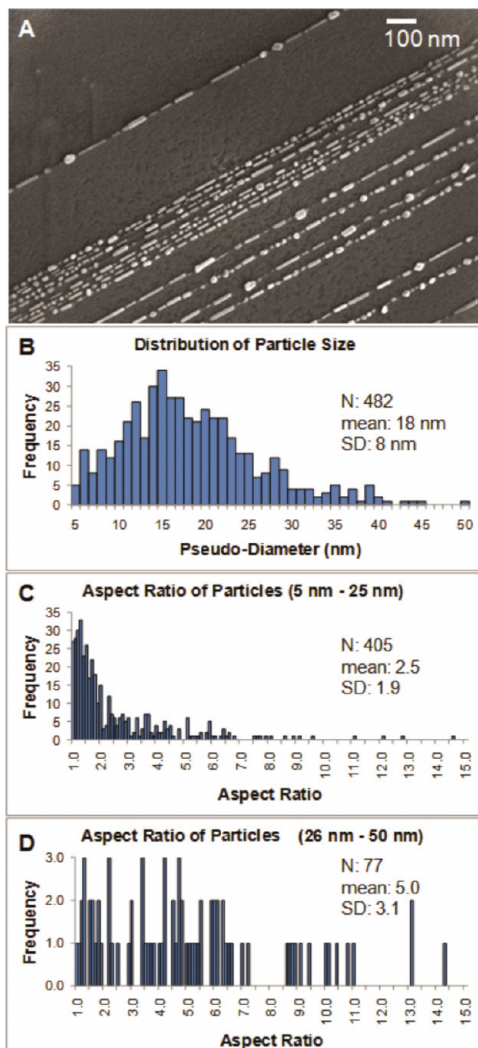 A
100 nm
B Distribution of Particle Size
35
30
25
20
15
10
5
0
Frequency
N: 482
mean: 18 nm
SD: 8 nm
5 10 15 20 25 30 35 40 45 50
Pseudo-Diameter (nm)
C Aspect Ratio of Particles (5 nm - 25 nm)
35
30
25
20
15
10
5
0
Frequency
N: 405
mean: 2.5
SD: 1.9
1.0 2.0 3.0 4.0 5.0 6.0 7.0 8.0 9.0 10.0 11.0 12.0 13.0 14.0 15.0
Aspect Ratio
D Aspect Ratio of Particles (26 nm - 50 nm)
3.0
2.0
1.0
0.0
Frequency
N: 77
mean: 5.0
SD: 3.1
1.0 2.0 3.0 4.0 5.0 6.0 7.0 8.0 9.0 10.0 11.0 12.0 13.0 14.0 15.0
Aspect Ratio